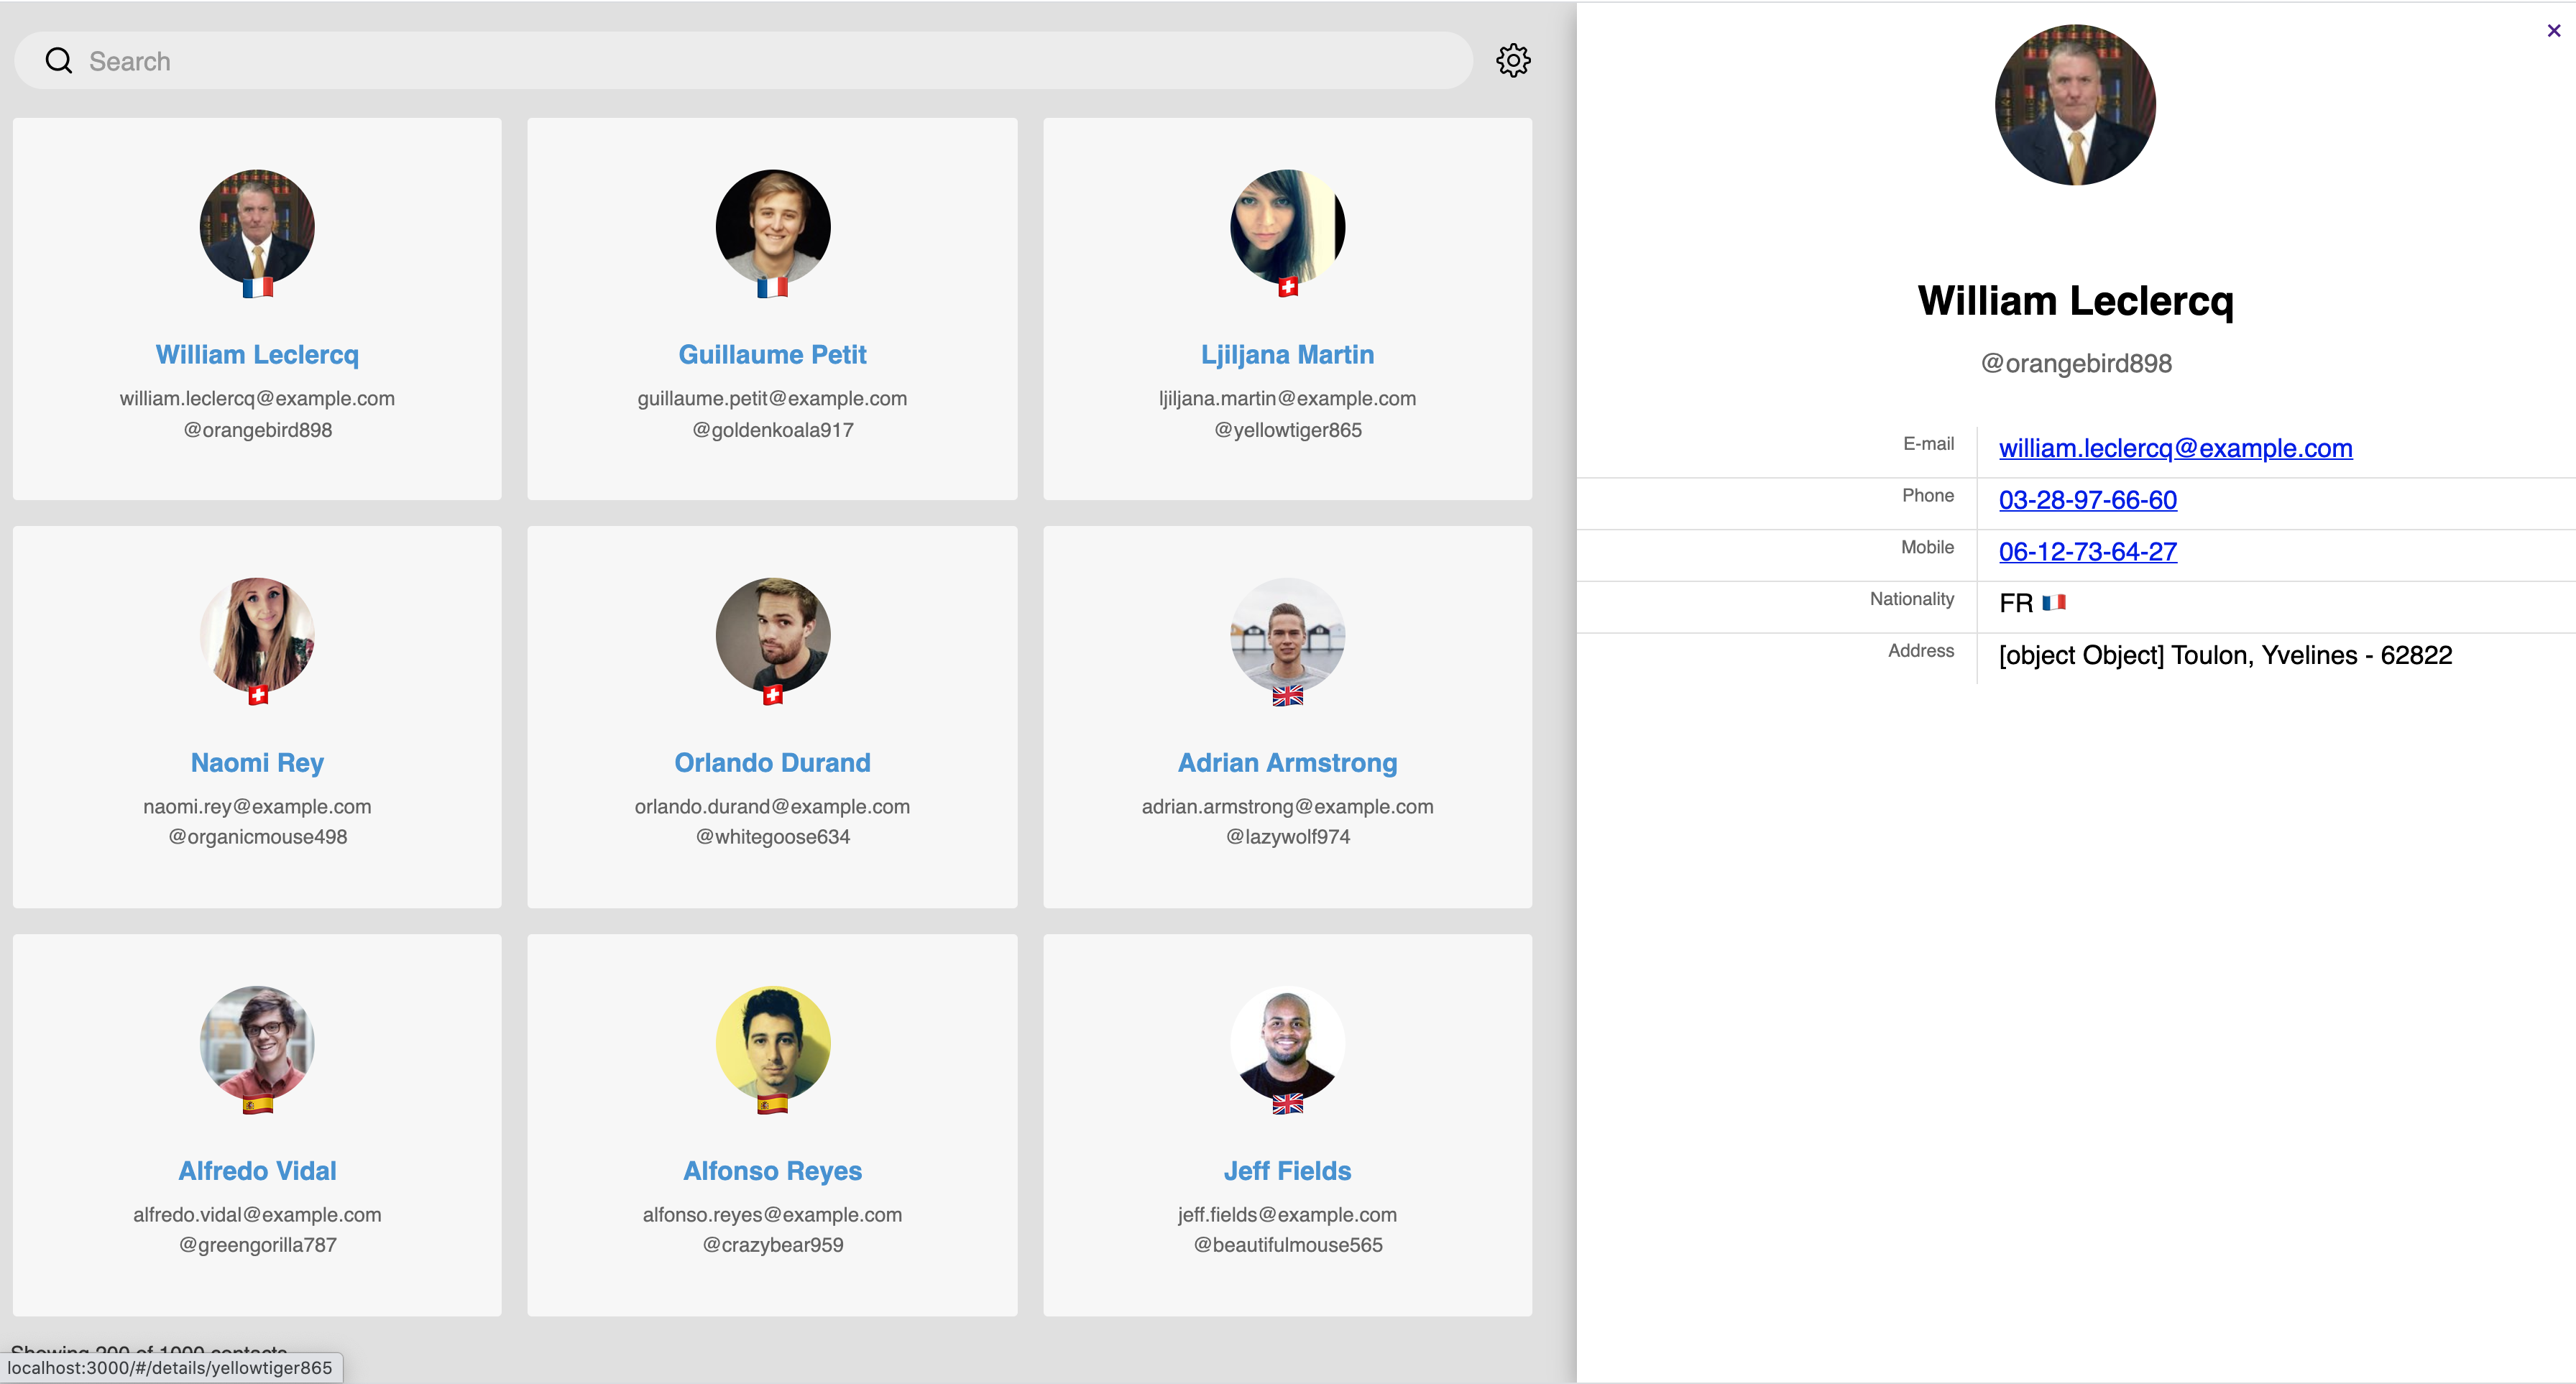 Search
William Leclercq
william.leclercq@example.com
@orangebird898
Guillaume Petit
guillaume.petit@example.com
@goldenkoala917
Ljiljana Martin
ljiljana.martin@example.com
@yellowtiger865
Naomi Rey
naomi.rey@example.com
@organicmouse498
Orlando Durand
orlando.durand@example.com
@whitegoose634
Adrian Armstrong
adrian.armstrong@example.com
@lazywolf974
Alfredo Vidal
alfredo.vidal@example.com
@greengorilla787
Alfonso Reyes
alfonso.reyes@example.com
@crazybear959
Jeff Fields
jeff.fields@example.com
@beautifulmouse565
Showing 200 of 1000 contacts
localhost:3000/#/details/yellowtiger865
×
William Leclercq
@orangebird898
E-mail william.leclercq@example.com
Phone 03-28-97-66-60
Mobile 06-12-73-64-27
Nationality FR 🇫🇷
Address [object Object] Toulon, Yvelines - 62822